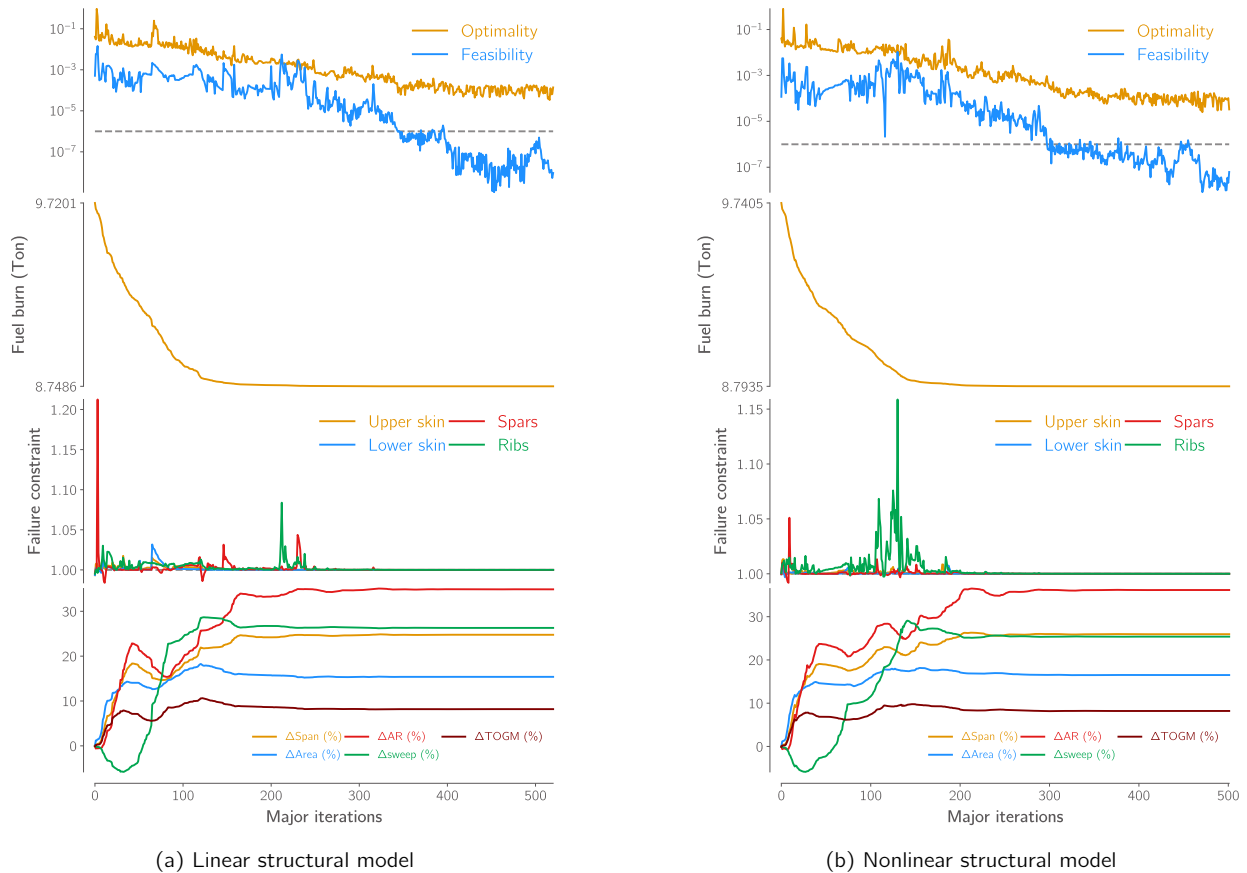 10⁻¹
10⁻³
10⁻⁵
10⁻⁷
Optimality
Feasibility
9.7201
Fuel burn (Ton)
8.7486
1.20
1.15
1.10
1.05
1.00
Failure constraint
Upper skin
Spars
Lower skin
Ribs
30
20
10
0
ΔSpan (%)
ΔAR (%)
ΔTOGM (%)
ΔArea (%)
Δsweep (%)
0
100
200
300
400
500
Major iterations
(a) Linear structural model
10⁻¹
10⁻³
10⁻⁵
10⁻⁷
Optimality
Feasibility
9.7405
Fuel burn (Ton)
8.7935
1.15
1.10
1.05
1.00
Failure constraint
Upper skin
Spars
Lower skin
Ribs
30
20
10
0
ΔSpan (%)
ΔAR (%)
ΔTOGM (%)
ΔArea (%)
Δsweep (%)
0
100
200
300
400
500
Major iterations
(b) Nonlinear structural model